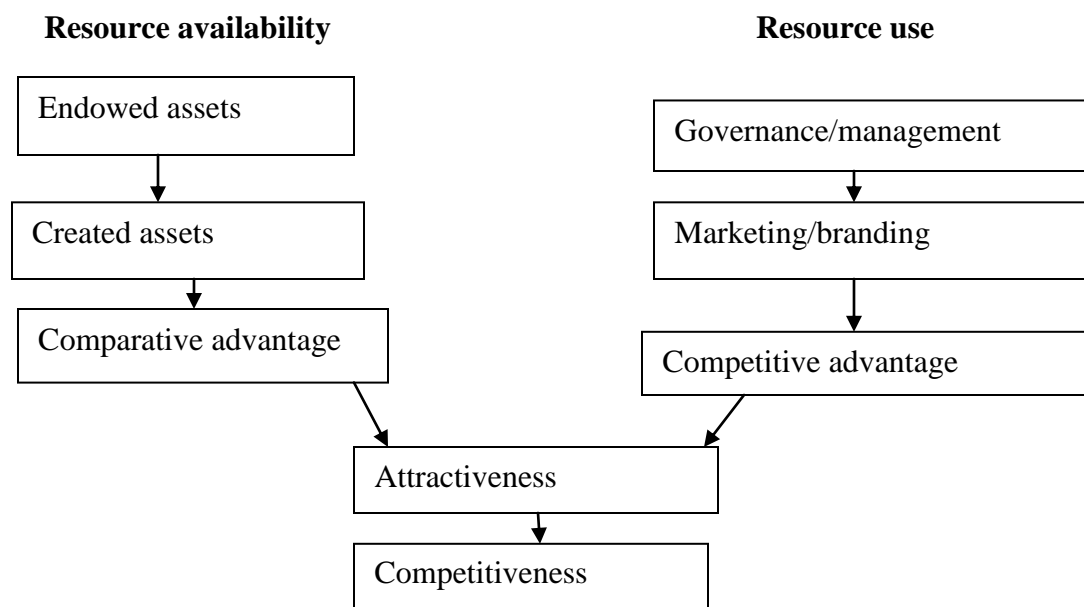 Resource availability
Resource use
Endowed assets
Governance/management
Created assets
Marketing/branding
Comparative advantage
Competitive advantage
Attractiveness
Competitiveness